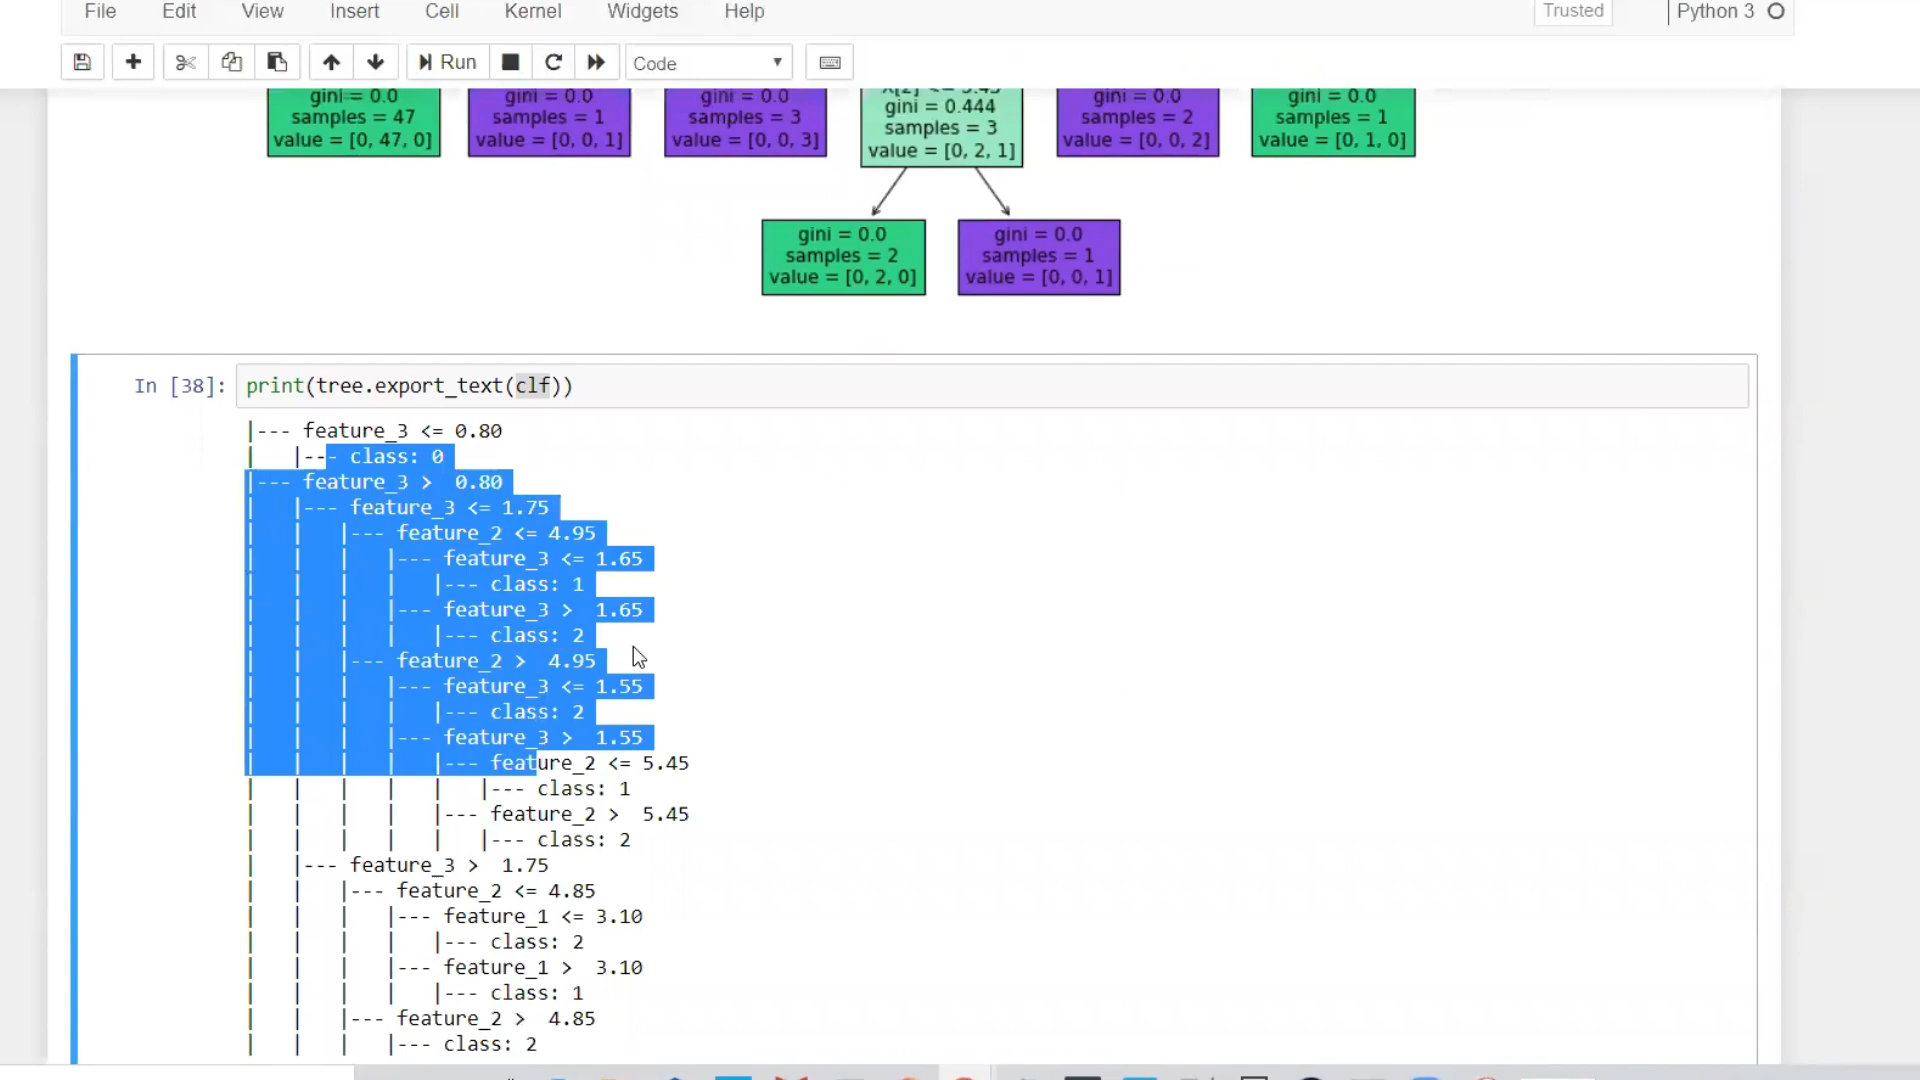 File Edit View Insert Cell Kernel Widgets Help Trusted Python 3
Run Code
gini = 0.0 gini = 0.0 gini = 0.0 gini = 0.444 gini = 0.0 gini = 0.0
samples = 47 samples = 1 samples = 3 samples = 3 samples = 2 samples = 1
value = [0, 47, 0] value = [0, 0, 1] value = [0, 0, 3] value = [0, 2, 1] value = [0, 0, 2] value = [0, 1, 0]
gini = 0.0 gini = 0.0
samples = 2 samples = 1
value = [0, 2, 0] value = [0, 0, 1]
In [38]: print(tree.export_text(clf))
|--- feature_3 <= 0.80
|   |--- class: 0
|--- feature_3 >  0.80
|   |--- feature_3 <= 1.75
|   |   |--- feature_2 <= 4.95
|   |   |   |--- feature_3 <= 1.65
|   |   |   |   |--- class: 1
|   |   |   |--- feature_3 >  1.65
|   |   |   |   |--- class: 2
|   |   |--- feature_2 >  4.95
|   |   |   |--- feature_3 <= 1.55
|   |   |   |   |--- class: 2
|   |   |   |--- feature_3 >  1.55
|   |   |   |   |--- feature_2 <= 5.45
|   |   |   |   |   |--- class: 1
|   |   |   |   |--- feature_2 >  5.45
|   |   |   |   |   |--- class: 2
|   |--- feature_3 >  1.75
|   |   |--- feature_2 <= 4.85
|   |   |   |--- feature_1 <= 3.10
|   |   |   |   |--- class: 2
|   |   |   |--- feature_1 >  3.10
|   |   |   |   |--- class: 1
|   |   |--- feature_2 >  4.85
|   |   |   |--- class: 2